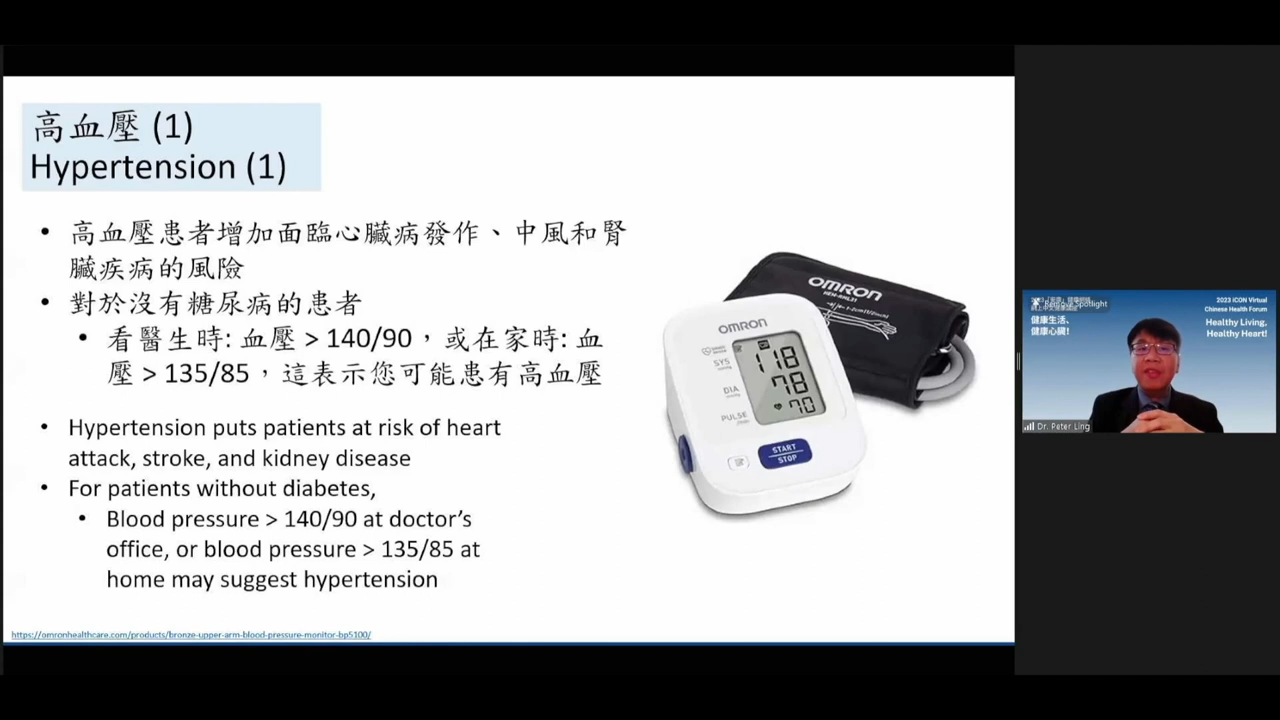 高血壓 (1)
Hypertension (1)
• 高血壓患者增加面臨心臟病發作、中風和腎
臟疾病的風險
• 對於沒有糖尿病的患者
• 看醫生時: 血壓 > 140/90，或在家時: 血
壓 > 135/85，這表示您可能患有高血壓
• Hypertension puts patients at risk of heart
attack, stroke, and kidney disease
• For patients without diabetes,
• Blood pressure > 140/90 at doctor’s
office, or blood pressure > 135/85 at
home may suggest hypertension
https://omronhealthcare.com/products/bronze-upper-arm-blood-pressure-monitor-bp5100/
OMRON
OMRON
SYS
118
DIA
78
PULSE
70
START
STOP
Remove Spotlight
健康生活、
健康心臟!
2023 iCON Virtual
Chinese Health Forum
Healthy Living,
Healthy Heart!
Dr. Peter Ling